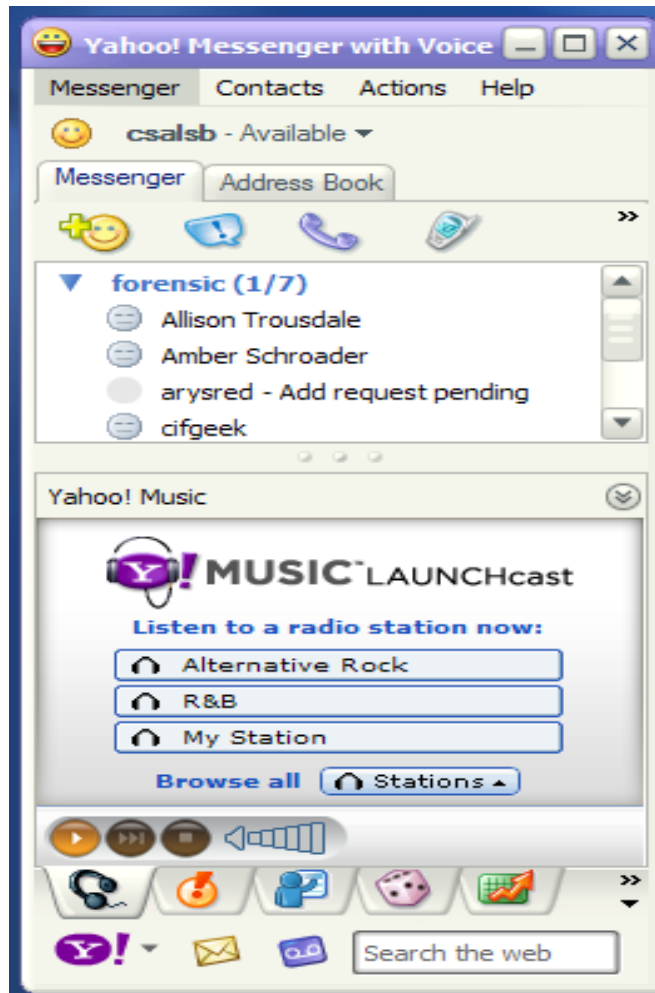 Yahoo! Messenger with Voice
Messenger Contacts Actions Help
csalsb - Available
Messenger Address Book
forensic (1/7)
Allison Trousdale
Amber Schroader
arysred - Add request pending
cifgeek
Yahoo! Music
Y! MUSIC™ LAUNCHcast
Listen to a radio station now:
Alternative Rock
R&B
My Station
Browse all Stations
Y! Search the web